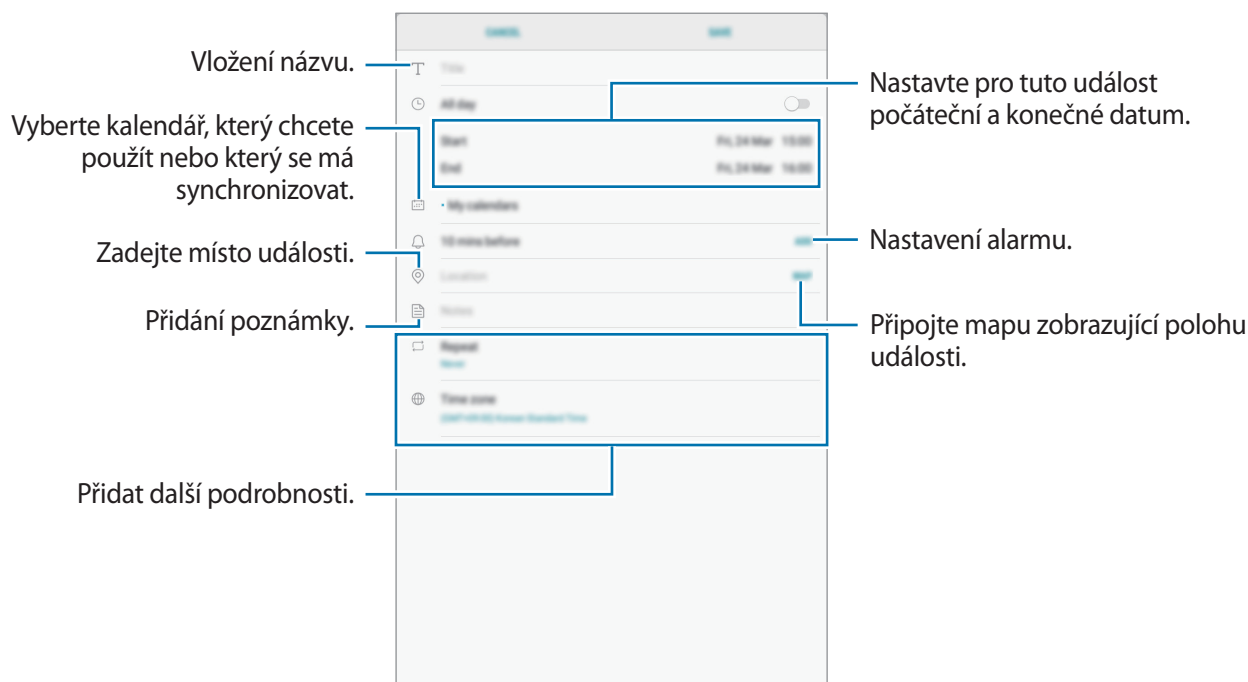 CANCEL
SAVE
Vložení názvu.
Title
All day
Nastavte pro tuto událost
počáteční a konečné datum.
Vyberte kalendář, který chcete
použít nebo který se má
synchronizovat.
Start
Fri, 24 Mar 15:00
End
Fri, 24 Mar 16:00
My calendars
10 mins before
ADD
Nastavení alarmu.
Zadejte místo události.
Location
MAP
Přidání poznámky.
Notes
Připojte mapu zobrazující polohu
události.
Repeat
Never
Time zone
Korean Standard Time
Přidat další podrobnosti.